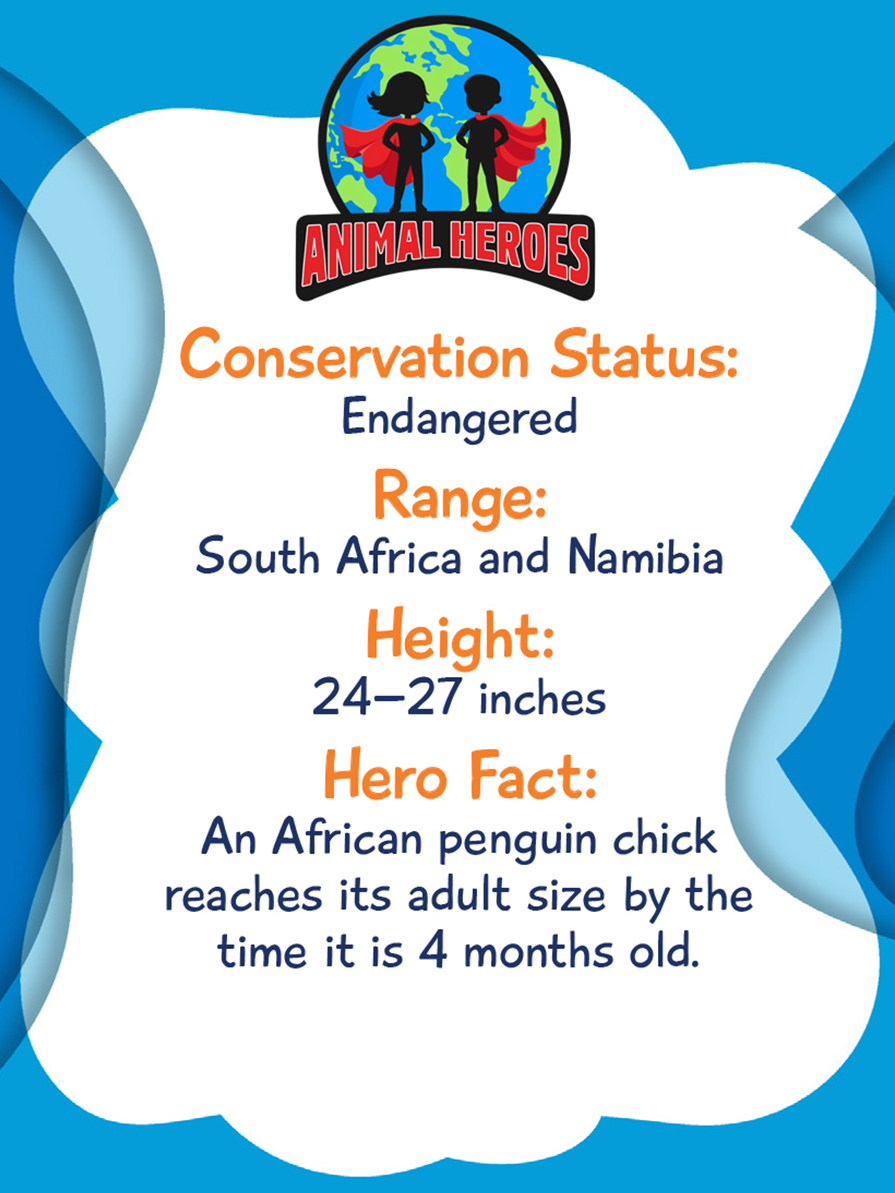 ANIMAL HEROES
Conservation Status:
Endangered
Range:
South Africa and Namibia
Height:
24–27 inches
Hero Fact:
An African penguin chick
reaches its adult size by the
time it is 4 months old.